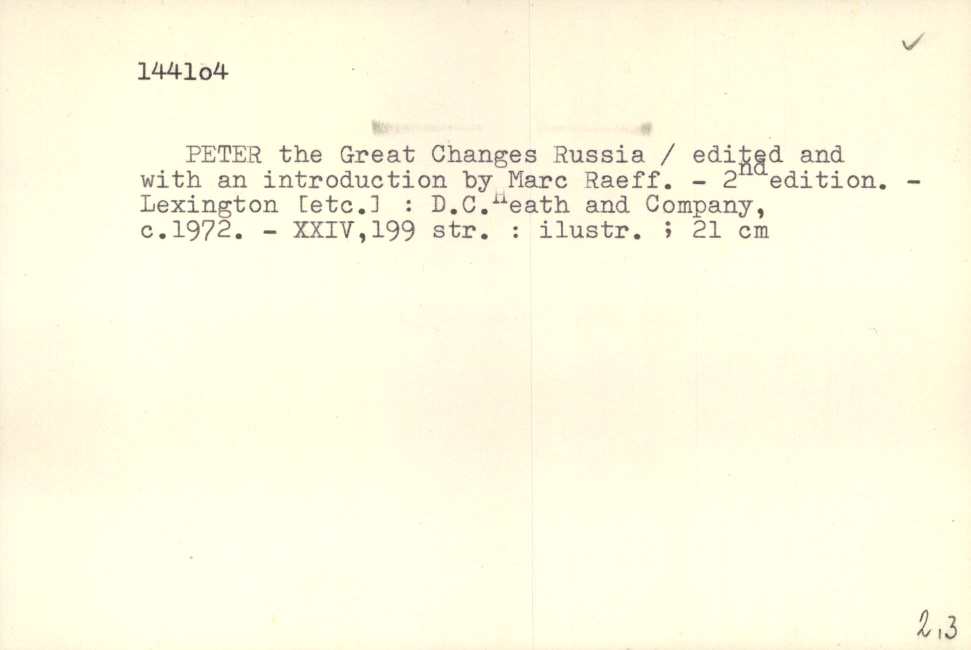 144lo4
PETER the Great Changes Russia / edited and
with an introduction by Marc Raeff. - 2nd edition. -
Lexington [etc.] : D.C.Heath and Company,
c.1972. - XXIV,199 str. : ilustr. ; 21 cm
2,3